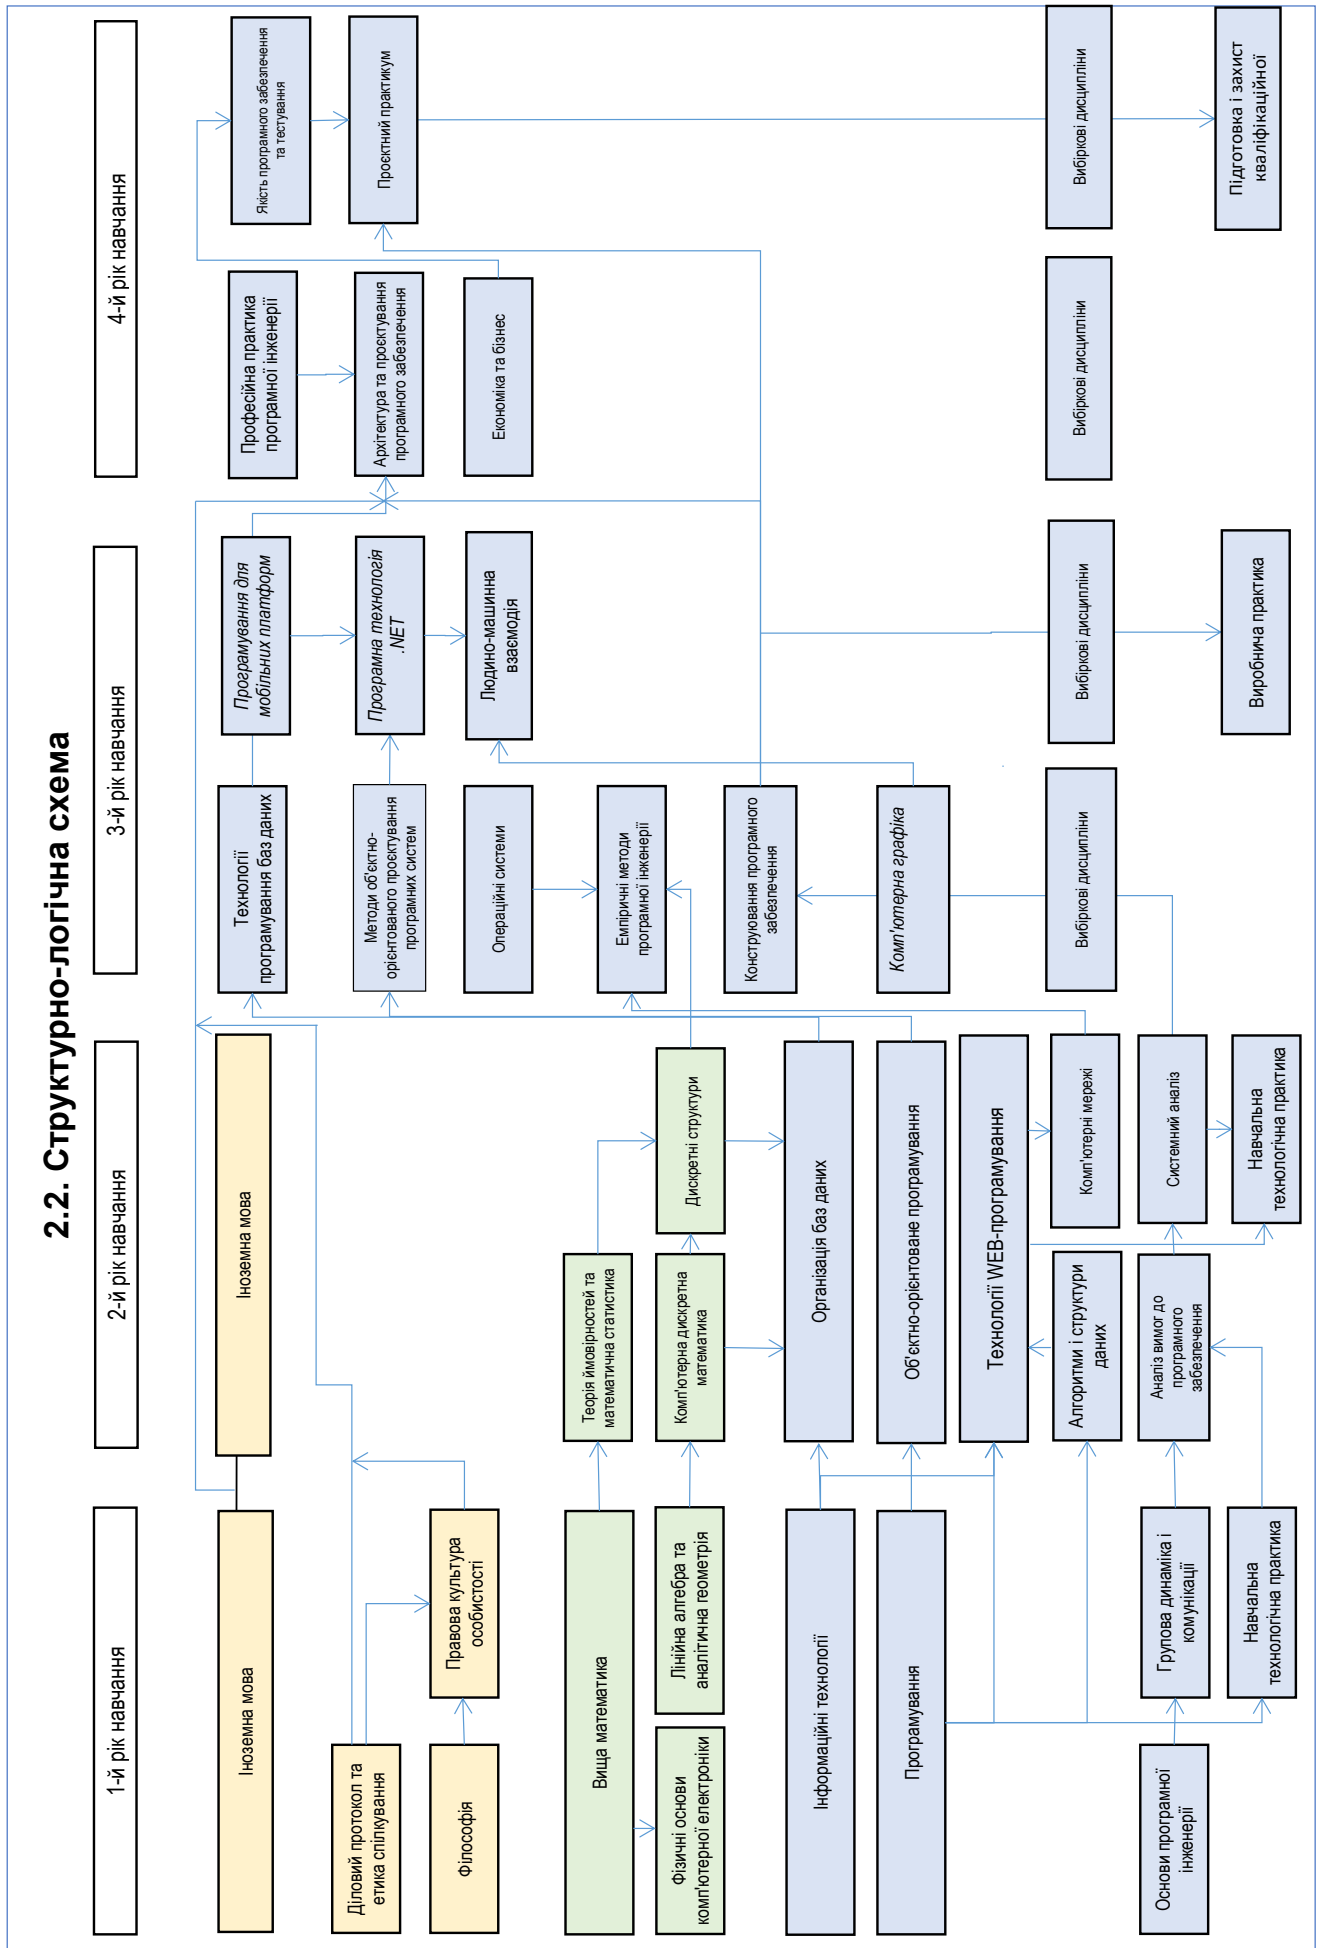 2.2. Структурно-логічна схема
1-й рік навчання
2-й рік навчання
3-й рік навчання
4-й рік навчання
Іноземна мова
Іноземна мова
Технології
програмування баз даних
Програмування для
мобільних платформ
Професійна практика
програмної інженерії
Якість програмного забезпечення
та тестування
Діловий протокол та
етика спілкування
Методи об'єктно-
орієнтованого проєктування
програмних систем
Програмна технологія
.NET
Архітектура та проєктування
програмного забезпечення
Проєктний практикум
Філософія
Правова культура
особистості
Операційні системи
Людино-машинна
взаємодія
Економіка та бізнес
Вища математика
Теорія ймовірностей та
математична статистика
Емпіричні методи
програмної інженерії
Фізичні основи
комп'ютерної електроніки
Лінійна алгебра та
аналітична геометрія
Комп'ютерна дискретна
математика
Дискретні структури
Конструювання програмного
забезпечення
Інформаційні технології
Організація баз даних
Програмування
Об'єктно-орієнтоване програмування
Комп'ютерна графіка
Технології WEB-програмування
Алгоритми і структури
даних
Комп'ютерні мережі
Вибіркові дисципліни
Вибіркові дисципліни
Вибіркові дисципліни
Вибіркові дисципліни
Основи програмної
інженерії
Групова динаміка і
комунікації
Аналіз вимог до
програмного
забезпечення
Системний аналіз
Навчальна
технологічна практика
Навчальна
технологічна практика
Виробнича практика
Підготовка і захист
кваліфікаційної